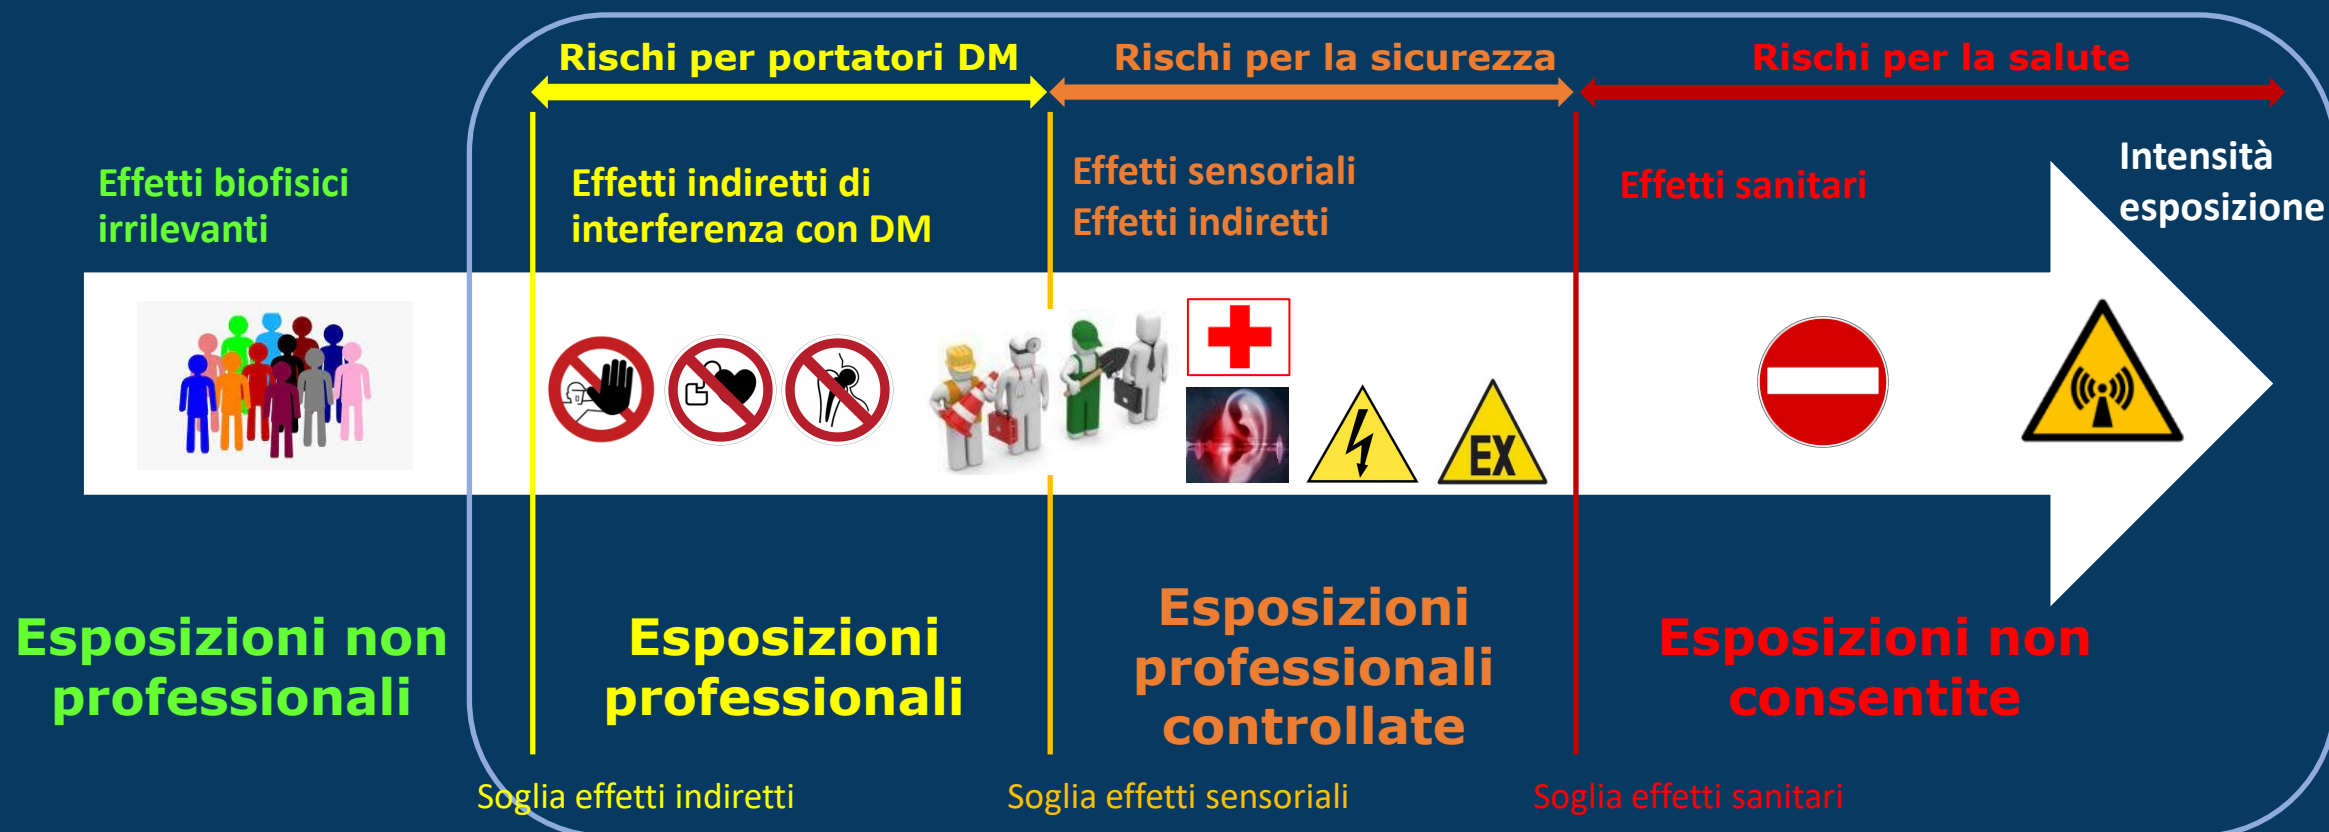 Rischi per portatori DM
Rischi per la sicurezza
Rischi per la salute
Effetti biofisici
irrilevanti
Effetti indiretti di
interferenza con DM
Effetti sensoriali
Effetti indiretti
Effetti sanitari
Intensità
esposizione
EX
Esposizioni non
professionali
Esposizioni
professionali
Esposizioni
professionali
controllate
Esposizioni non
consentite
Soglia effetti indiretti
Soglia effetti sensoriali
Soglia effetti sanitari